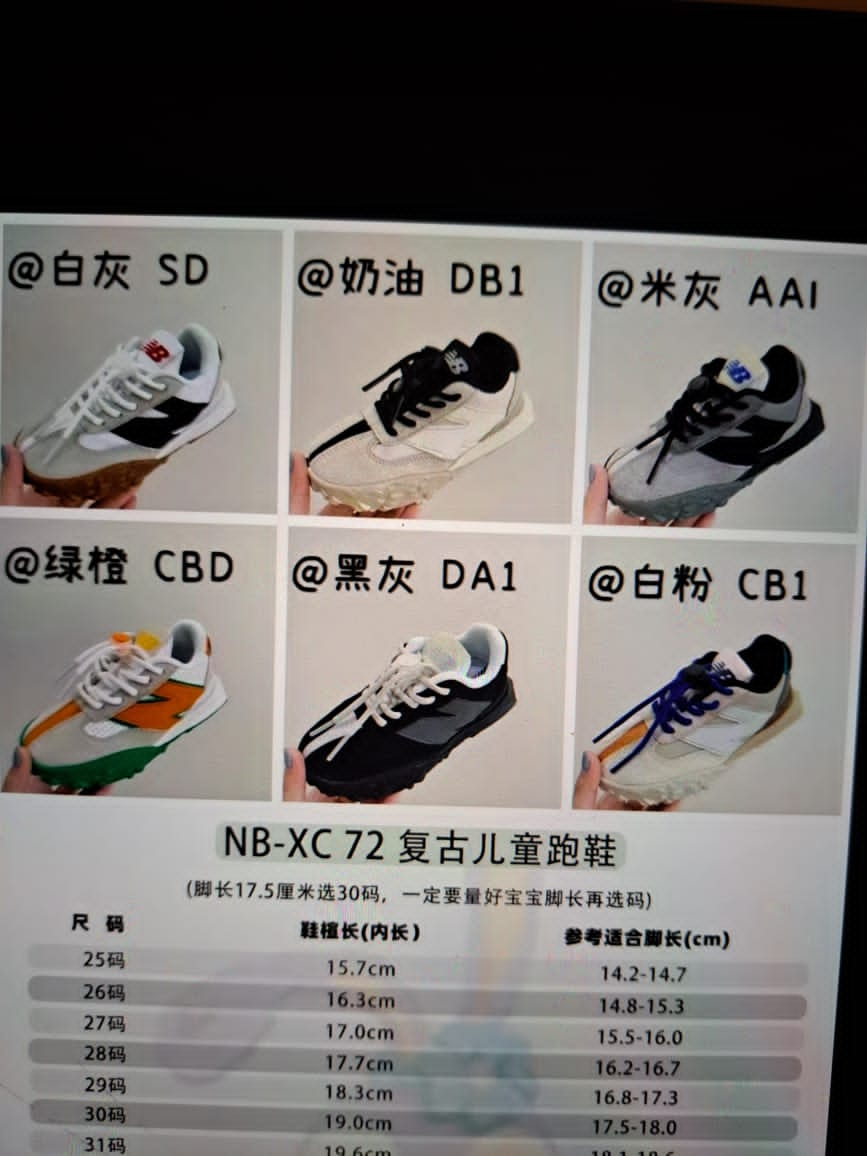 @白灰 SD
@奶油 DB1
@米灰 AA1
@绿橙 CBD
@黑灰 DA1
@白粉 CB1
NB-XC 72 复古儿童跑鞋
(脚长17.5厘米选30码，一定要量好宝宝脚长再选码)
尺 码 鞋楦长(内长) 参考适合脚长(cm)
25码 15.7cm 14.2-14.7
26码 16.3cm 14.8-15.3
27码 17.0cm 15.5-16.0
28码 17.7cm 16.2-16.7
29码 18.3cm 16.8-17.3
30码 19.0cm 17.5-18.0
31码 19.6cm 18.1-18.6